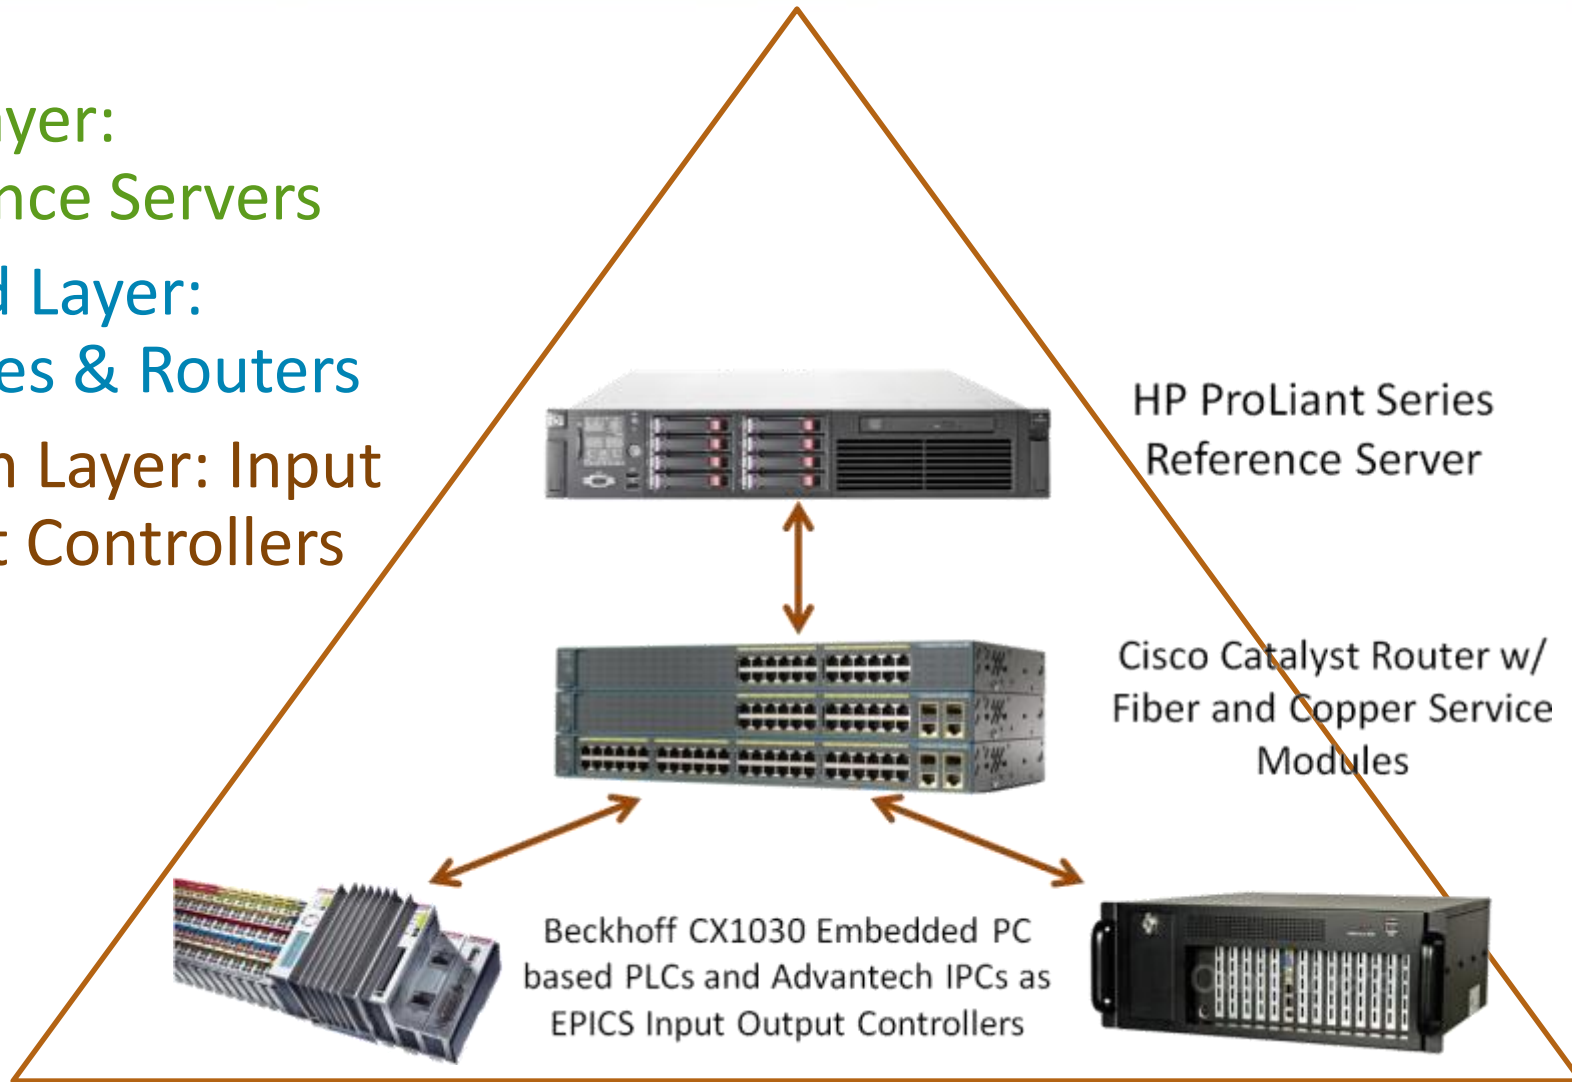 ayer:
nce Servers
d Layer:
es & Routers
n Layer: Input
t Controllers
HP ProLiant Series
Reference Server
Cisco Catalyst Router w/
Fiber and Copper Service
Modules
Beckhoff CX1030 Embedded PC
based PLCs and Advantech IPCs as
EPICS Input Output Controllers